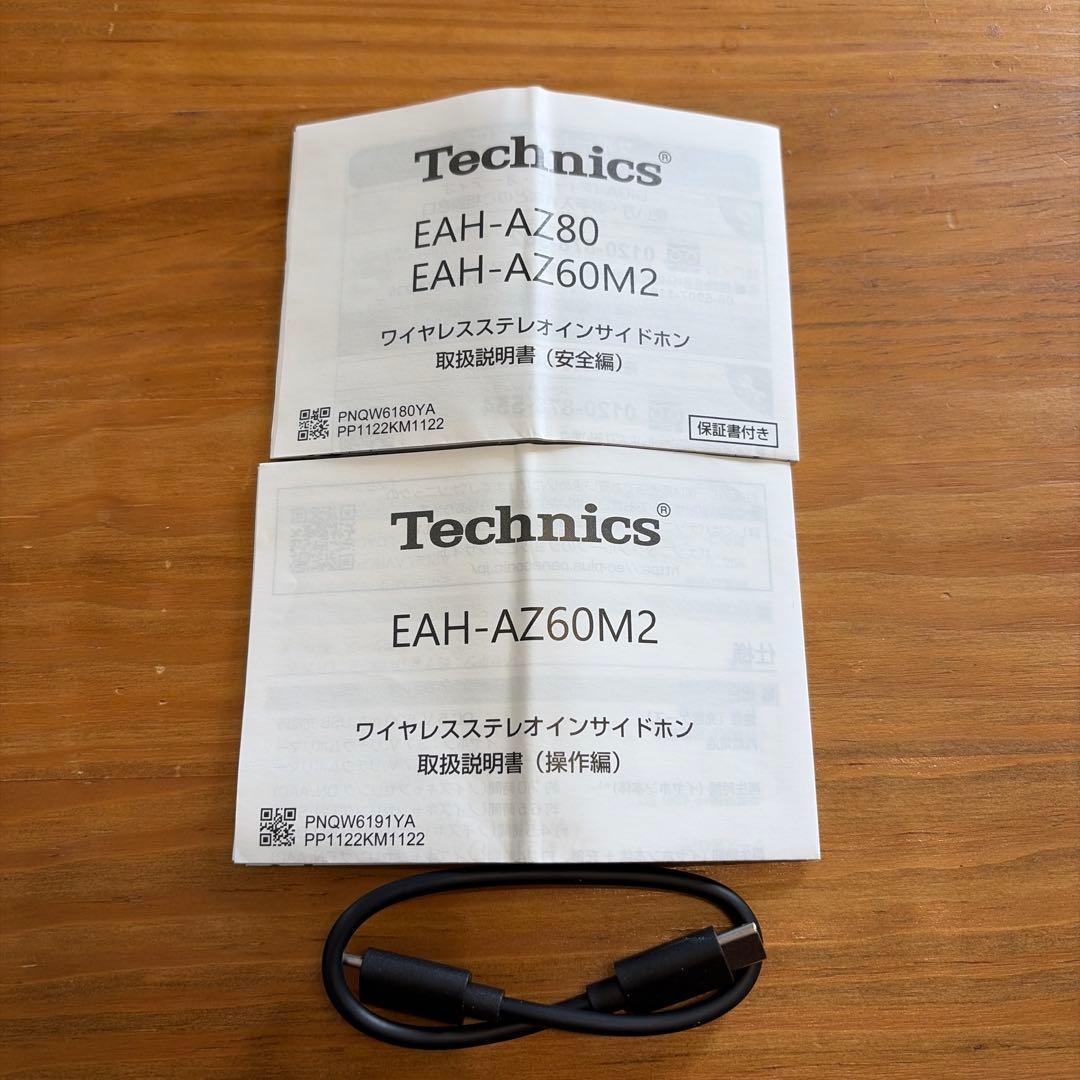 Technics®
EAH-AZ80
EAH-AZ60M2
ワイヤレスステレオインサイドホン
取扱説明書（安全編）
PNQW6180YA
PP1122KM1122
保証書付き
Technics®
EAH-AZ60M2
ワイヤレスステレオインサイドホン
取扱説明書（操作編）
PNQW6191YA
PP1122KM1122